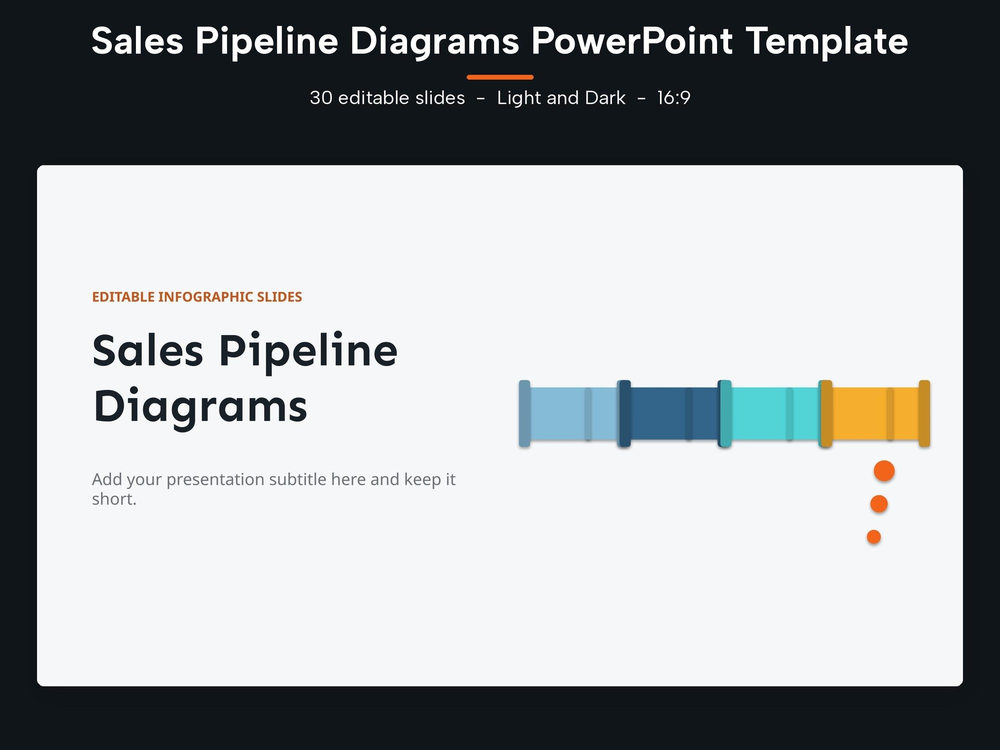 Sales Pipeline Diagrams PowerPoint Template
30 editable slides - Light and Dark - 16:9
EDITABLE INFOGRAPHIC SLIDES
Sales Pipeline
Diagrams
Add your presentation subtitle here and keep it
short.